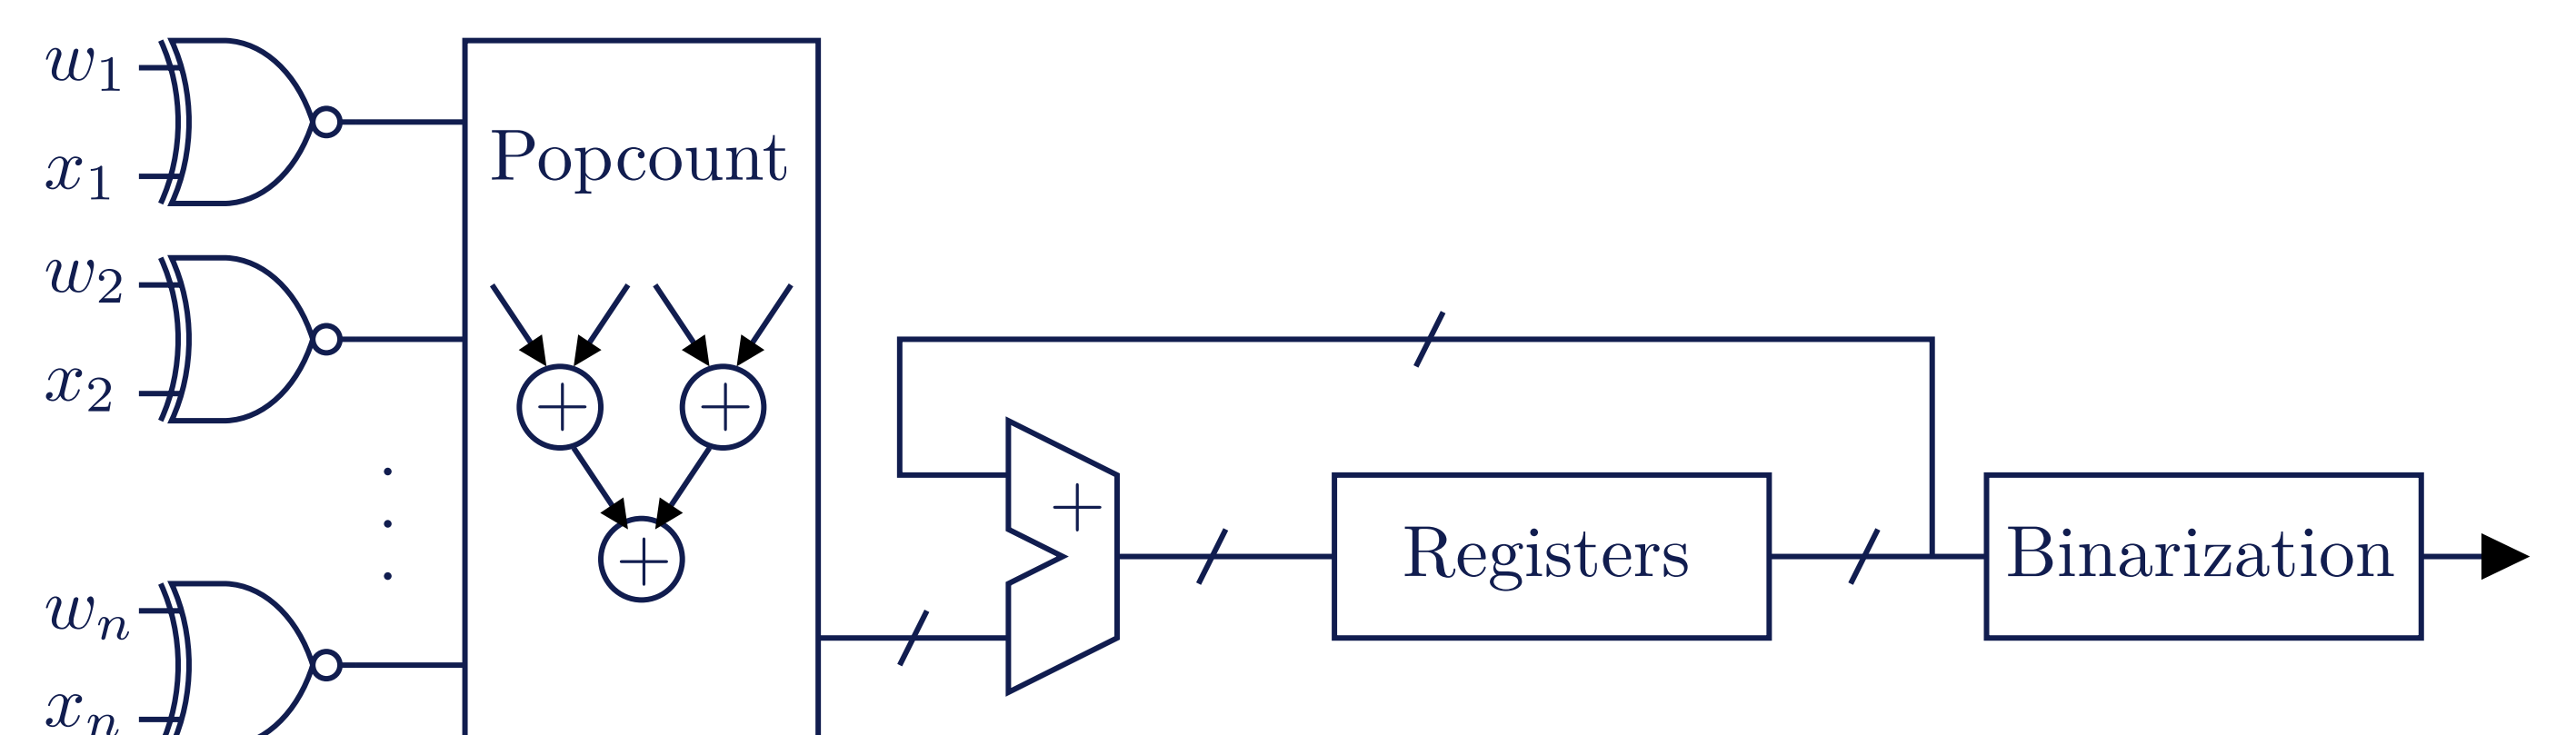 w₁
x₁
Popcount
w₂
x₂
+ +
+
+
Registers
Binarization
wₙ
xₙ